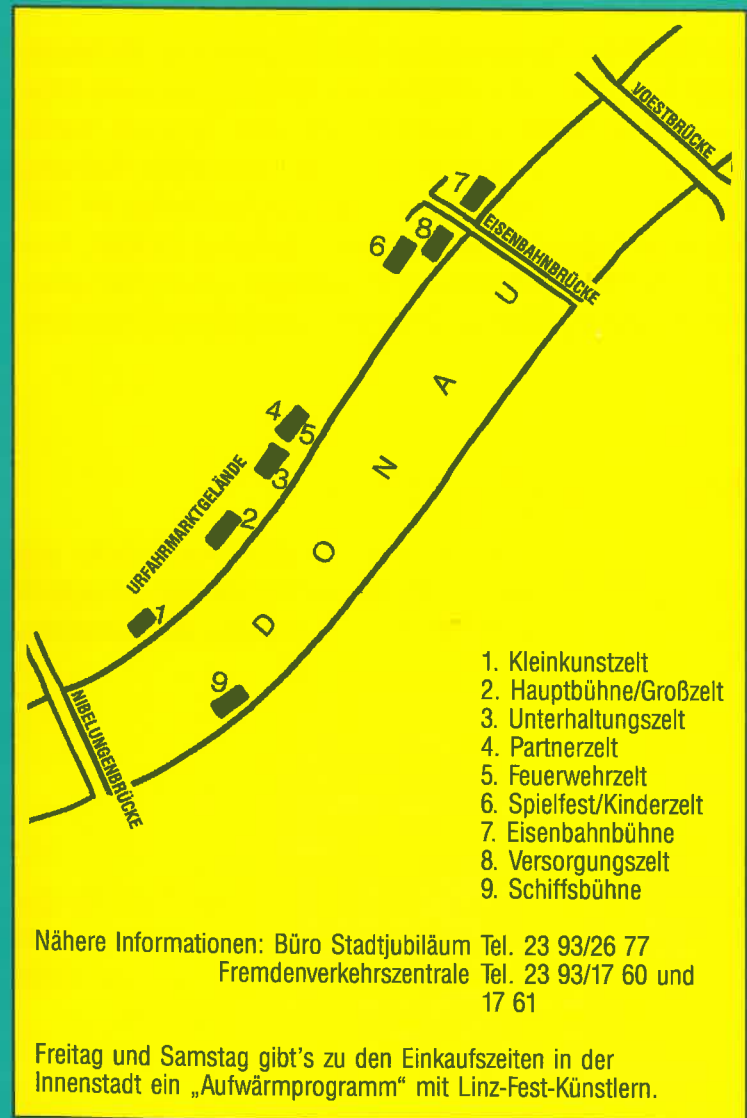 VOESTBRÜCKE
7
EISENBAHNBRÜCKE
8
6
4
5
3
URFAHRMARKTGELÄNDE
2
1
9
NIBELUNGENBRÜCKE
D O N A U
1. Kleinkunstzelt
2. Hauptbühne/Großzelt
3. Unterhaltungszelt
4. Partnerzelt
5. Feuerwehrzelt
6. Spielfest/Kinderzelt
7. Eisenbahnbühne
8. Versorgungszelt
9. Schiffsbühne
Nähere Informationen: Büro Stadtjubiläum Tel. 23 93/26 77
Fremdenverkehrszentrale Tel. 23 93/17 60 und
17 61
Freitag und Samstag gibt's zu den Einkaufszeiten in der
Innenstadt ein „Aufwärmprogramm“ mit Linz-Fest-Künstlern.